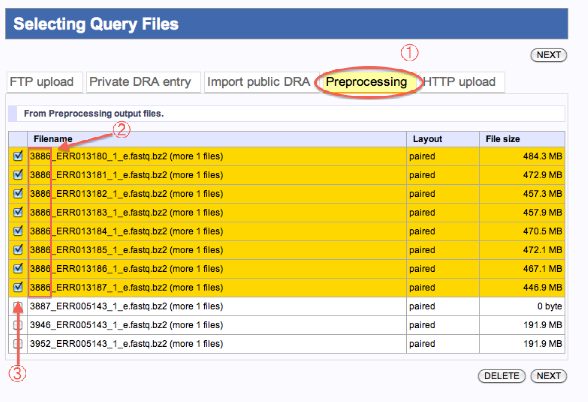 Selecting Query Files
①
NEXT
FTP upload Private DRA entry Import public DRA Preprocessing HTTP upload
From Preprocessing output files.
②
Filename Layout File size
3886_ERR013180_1_e.fastq.bz2 (more 1 files) paired 484.3 MB
3886_ERR013181_1_e.fastq.bz2 (more 1 files) paired 472.9 MB
3886_ERR013182_1_e.fastq.bz2 (more 1 files) paired 457.3 MB
3886_ERR013183_1_e.fastq.bz2 (more 1 files) paired 457.9 MB
3886_ERR013184_1_e.fastq.bz2 (more 1 files) paired 470.5 MB
3886_ERR013185_1_e.fastq.bz2 (more 1 files) paired 472.1 MB
3886_ERR013186_1_e.fastq.bz2 (more 1 files) paired 467.1 MB
3886_ERR013187_1_e.fastq.bz2 (more 1 files) paired 446.9 MB
3887_ERR005143_1_e.fastq.bz2 (more 1 files) paired 0 byte
3946_ERR005143_1_e.fastq.bz2 (more 1 files) paired 191.9 MB
3952_ERR005143_1_e.fastq.bz2 (more 1 files) paired 191.9 MB
③
DELETE NEXT